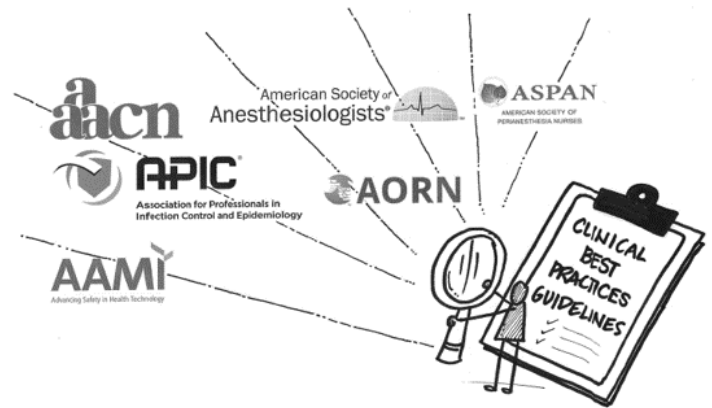 aaacn
American Society of
Anesthesiologists®
ASPAN
AMERICAN SOCIETY OF
PERIANESTHESIA NURSES
APIC®
Association for Professionals in
Infection Control and Epidemiology
AORN
AAMI
Advancing Safety in Health Technology
CLINICAL
BEST
PRACTICES
GUIDELINES